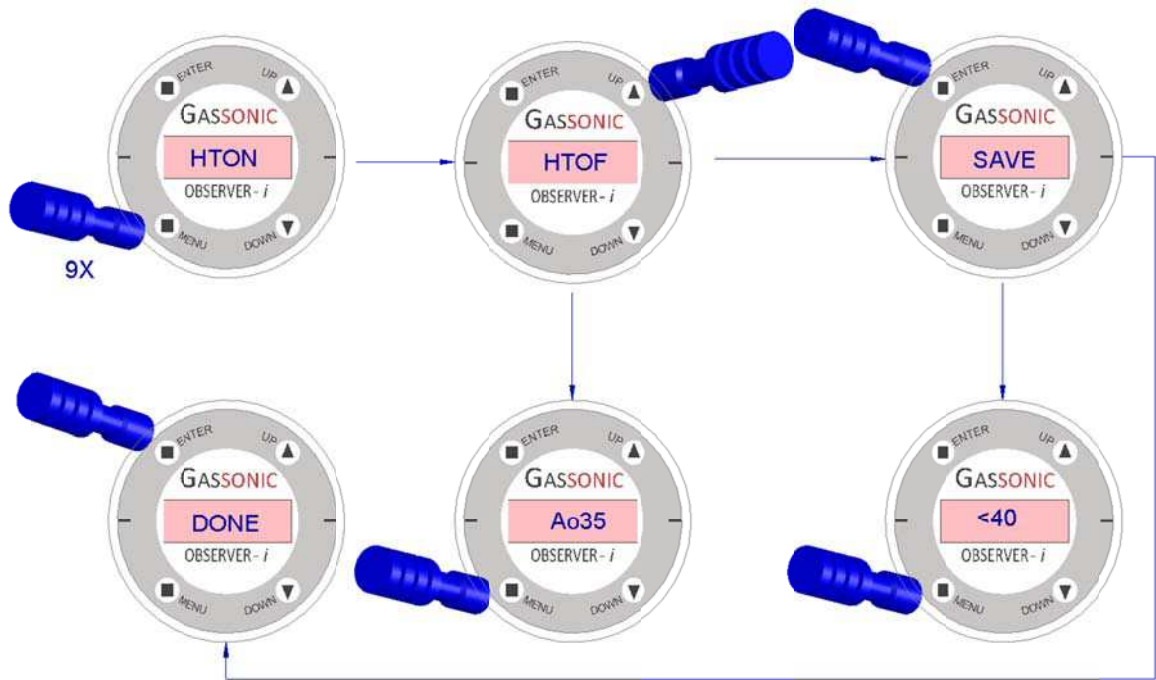 ENTER UP
GASSONIC
HTON
OBSERVER- i
MENU DOWN
9X
ENTER UP
GASSONIC
HTOF
OBSERVER- i
MENU DOWN
ENTER UP
GASSONIC
SAVE
OBSERVER- i
MENU DOWN
ENTER UP
GASSONIC
DONE
OBSERVER- i
MENU DOWN
ENTER UP
GASSONIC
Ao35
OBSERVER- i
MENU DOWN
ENTER UP
GASSONIC
<40
OBSERVER- i
MENU DOWN